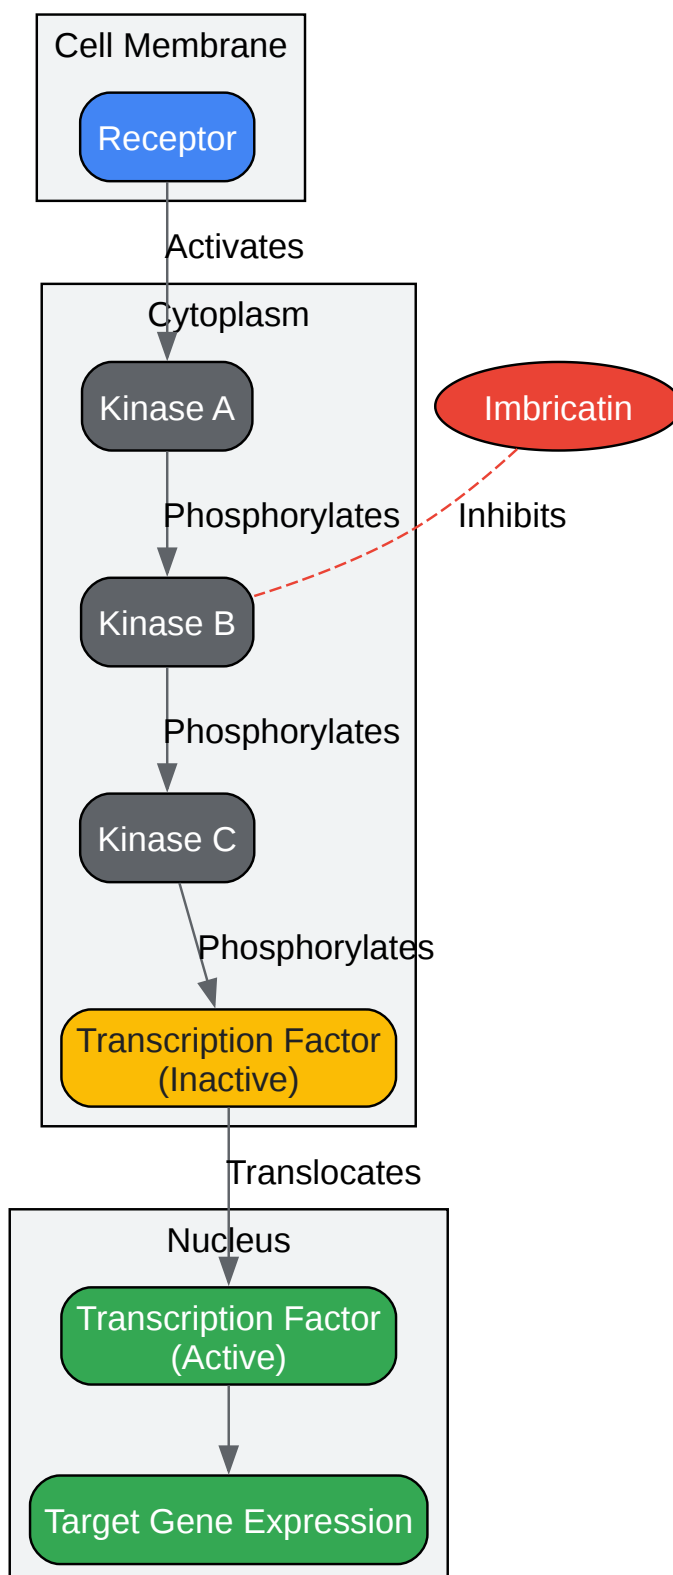 Cell Membrane
Receptor
Activates
Cytoplasm
Kinase A
Imbricatin
Phosphorylates
Inhibits
Kinase B
Phosphorylates
Kinase C
Phosphorylates
Transcription Factor
(Inactive)
Translocates
Nucleus
Transcription Factor
(Active)
Target Gene Expression